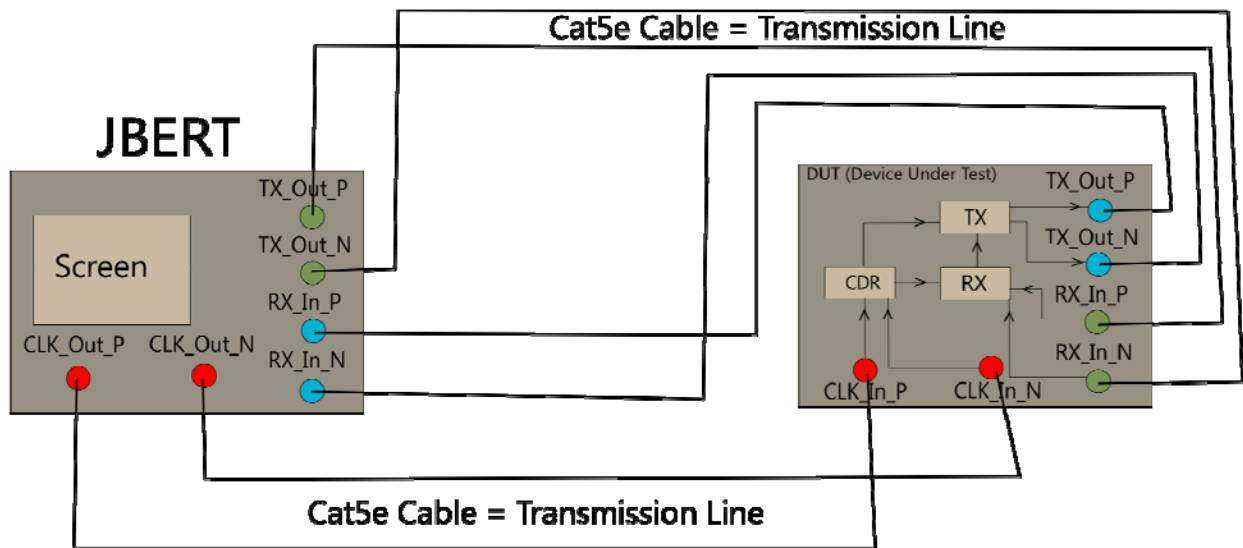 Cat5e Cable = Transmission Line
JBERT
TX_Out_P
TX_Out_N
Screen
RX_In_P
RX_In_N
CLK_Out_P
CLK_Out_N
DUT (Device Under Test)
TX_Out_P
TX
TX_Out_N
CDR
RX
RX_In_P
RX_In_N
CLK_In_P
CLK_In_N
Cat5e Cable = Transmission Line